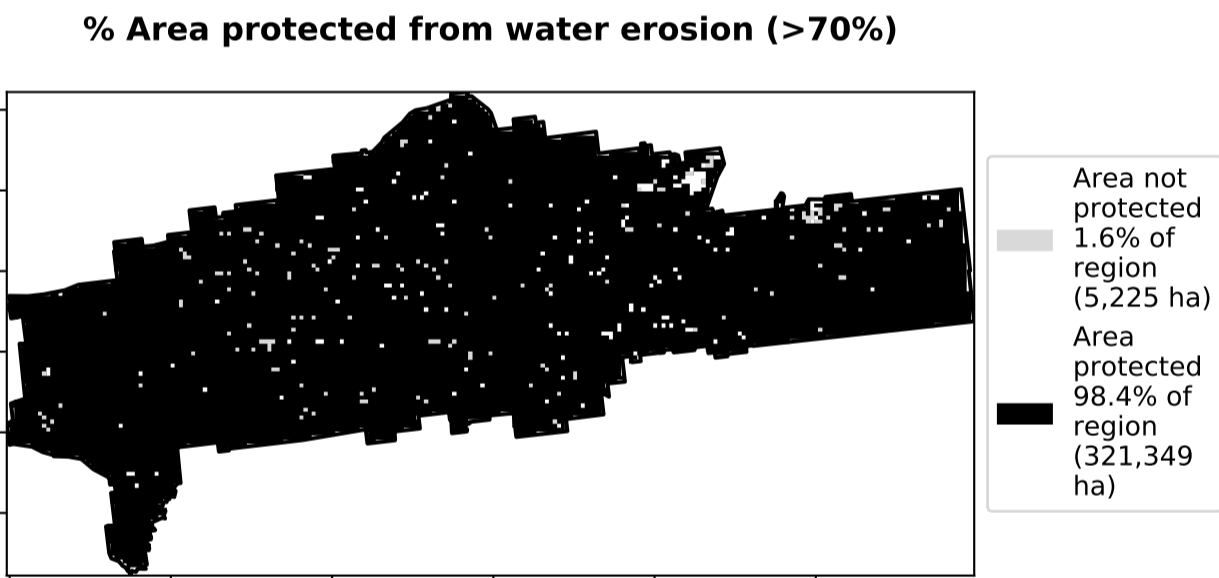 % Area protected from water erosion (>70%)
Area not
protected
1.6% of
region
(5,225 ha)
Area
protected
98.4% of
region
(321,349
ha)